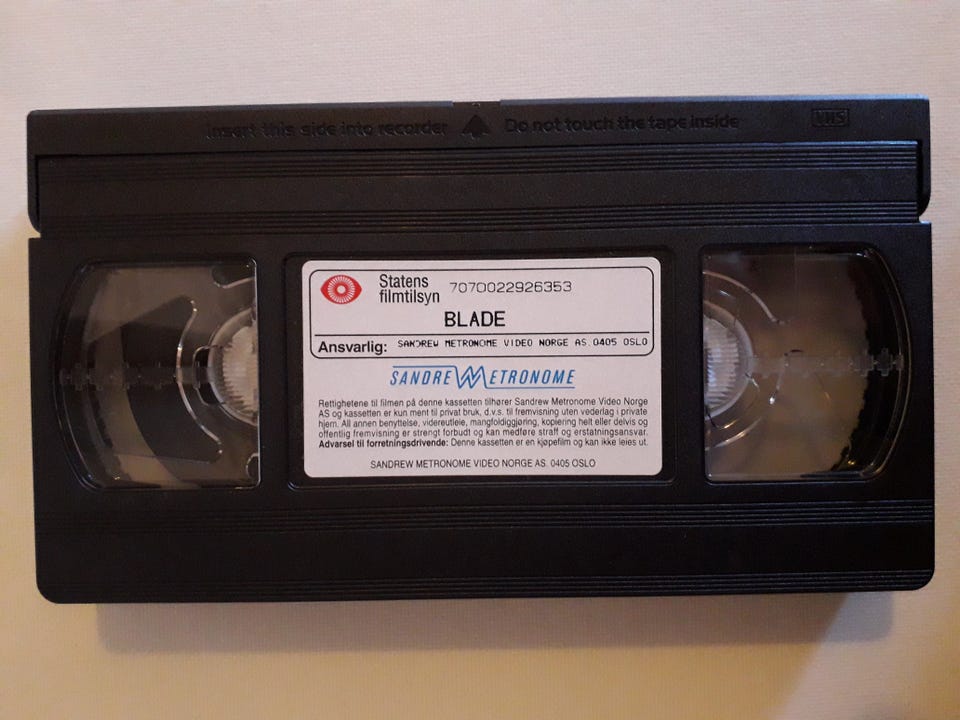 Insert this side into recorder Do not touch the tape inside VHS
Statens
filmtilsyn 7070022926353
BLADE
Ansvarlig: SANDREW METRONOME VIDEO NORGE AS.0405 OSLO
SANDREWMETRONOME
Rettighetene til filmen på denne kassetten tilhører Sandrew Metronome Video Norge
AS og kassetten er kun ment til privat bruk, d.v.s. til fremvisning uten vederlag i private
hjem. All annen benyttelse, videreutleie, mangfoldiggjøring, kopiering helt eller delvis og
offentlig fremvisning er strengt forbudt og kan medføre straff og erstatningsansvar.
Advarsel til forretningsdrivende: Denne kassetten er en kjøpefilm og kan ikke leies ut.
SANDREW METRONOME VIDEO NORGE AS. 0405 OSLO